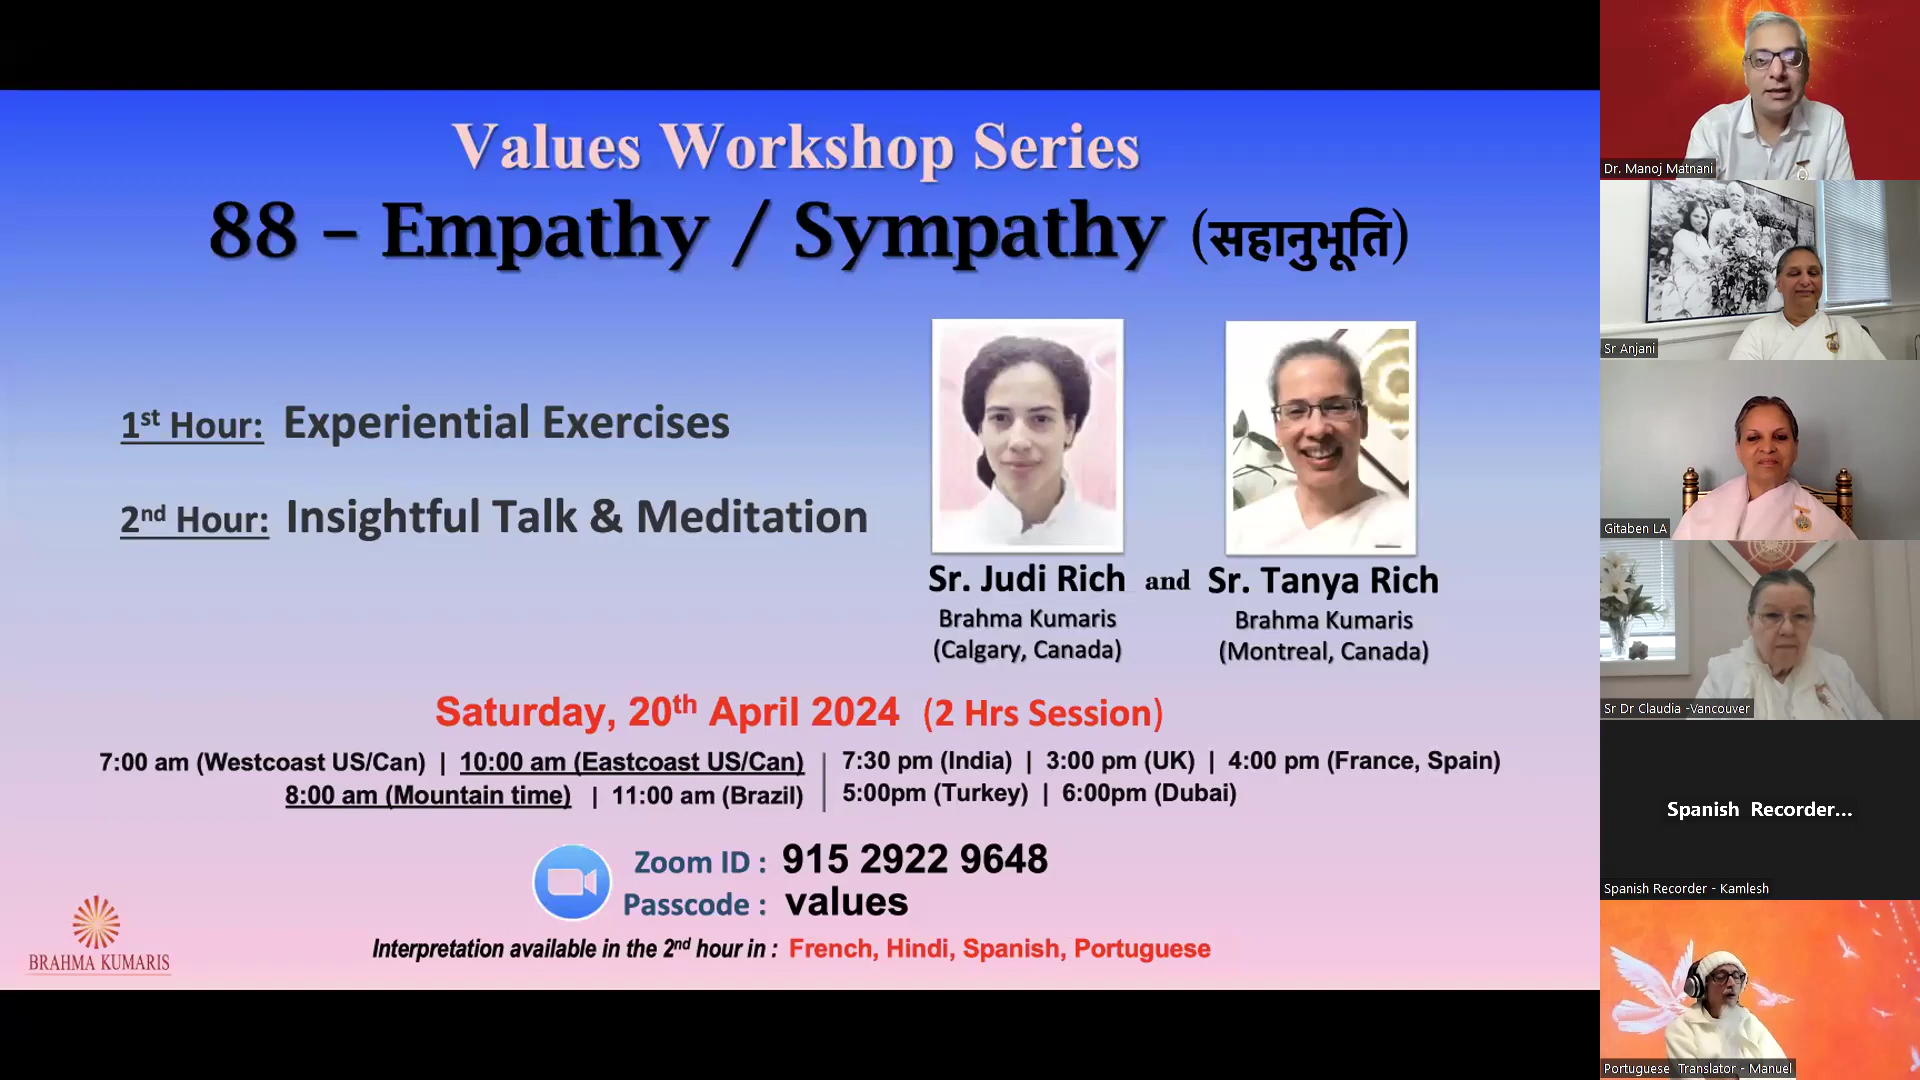 Values Workshop Series
88 – Empathy / Sympathy (सहानुभूति)
1st Hour: Experiential Exercises
2nd Hour: Insightful Talk & Meditation
Sr. Judi Rich and Sr. Tanya Rich
Brahma Kumaris
(Calgary, Canada)
Brahma Kumaris
(Montreal, Canada)
Saturday, 20th April 2024 (2 Hrs Session)
7:00 am (Westcoast US/Can) | 10:00 am (Eastcoast US/Can)
8:00 am (Mountain time) | 11:00 am (Brazil)
7:30 pm (India) | 3:00 pm (UK) | 4:00 pm (France, Spain)
5:00pm (Turkey) | 6:00pm (Dubai)
Zoom ID : 915 2922 9648
Passcode : values
Interpretation available in the 2nd hour in : French, Hindi, Spanish, Portuguese
BRAHMA KUMARIS
Dr. Manoj Matnani
Sr Anjani
Gitaben LA
Sr Dr Claudia -Vancouver
Spanish Recorder...
Spanish Recorder - Kamlesh
Portuguese Translator - Manuel